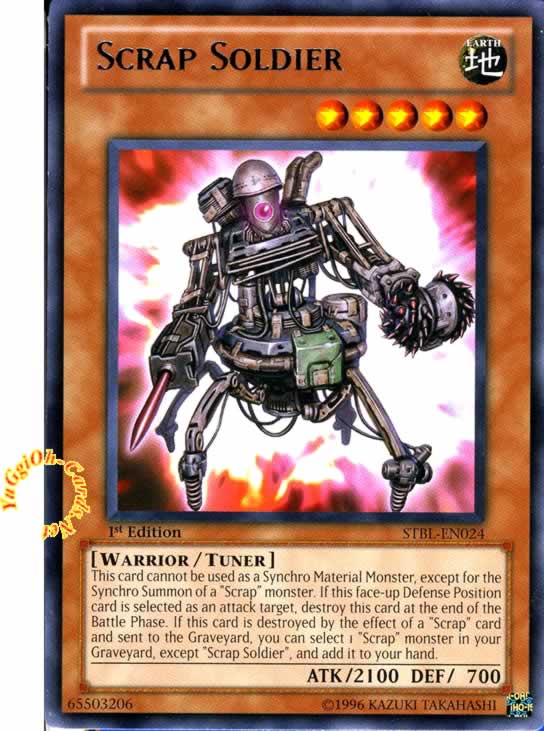 SCRAP SOLDIER
EARTH
地
1st Edition
STBL-EN024
[WARRIOR / TUNER]
This card cannot be used as a Synchro Material Monster, except for the
Synchro Summon of a "Scrap" monster. If this face-up Defense Position
card is selected as an attack target, destroy this card at the end of the
Battle Phase. If this card is destroyed by the effect of a "Scrap" card
and sent to the Graveyard, you can select 1 "Scrap" monster in your
Graveyard, except "Scrap Soldier", and add it to your hand.
ATK/2100 DEF/ 700
65503206
©1996 KAZUKI TAKAHASHI
YuGgiOh-Cards.Net